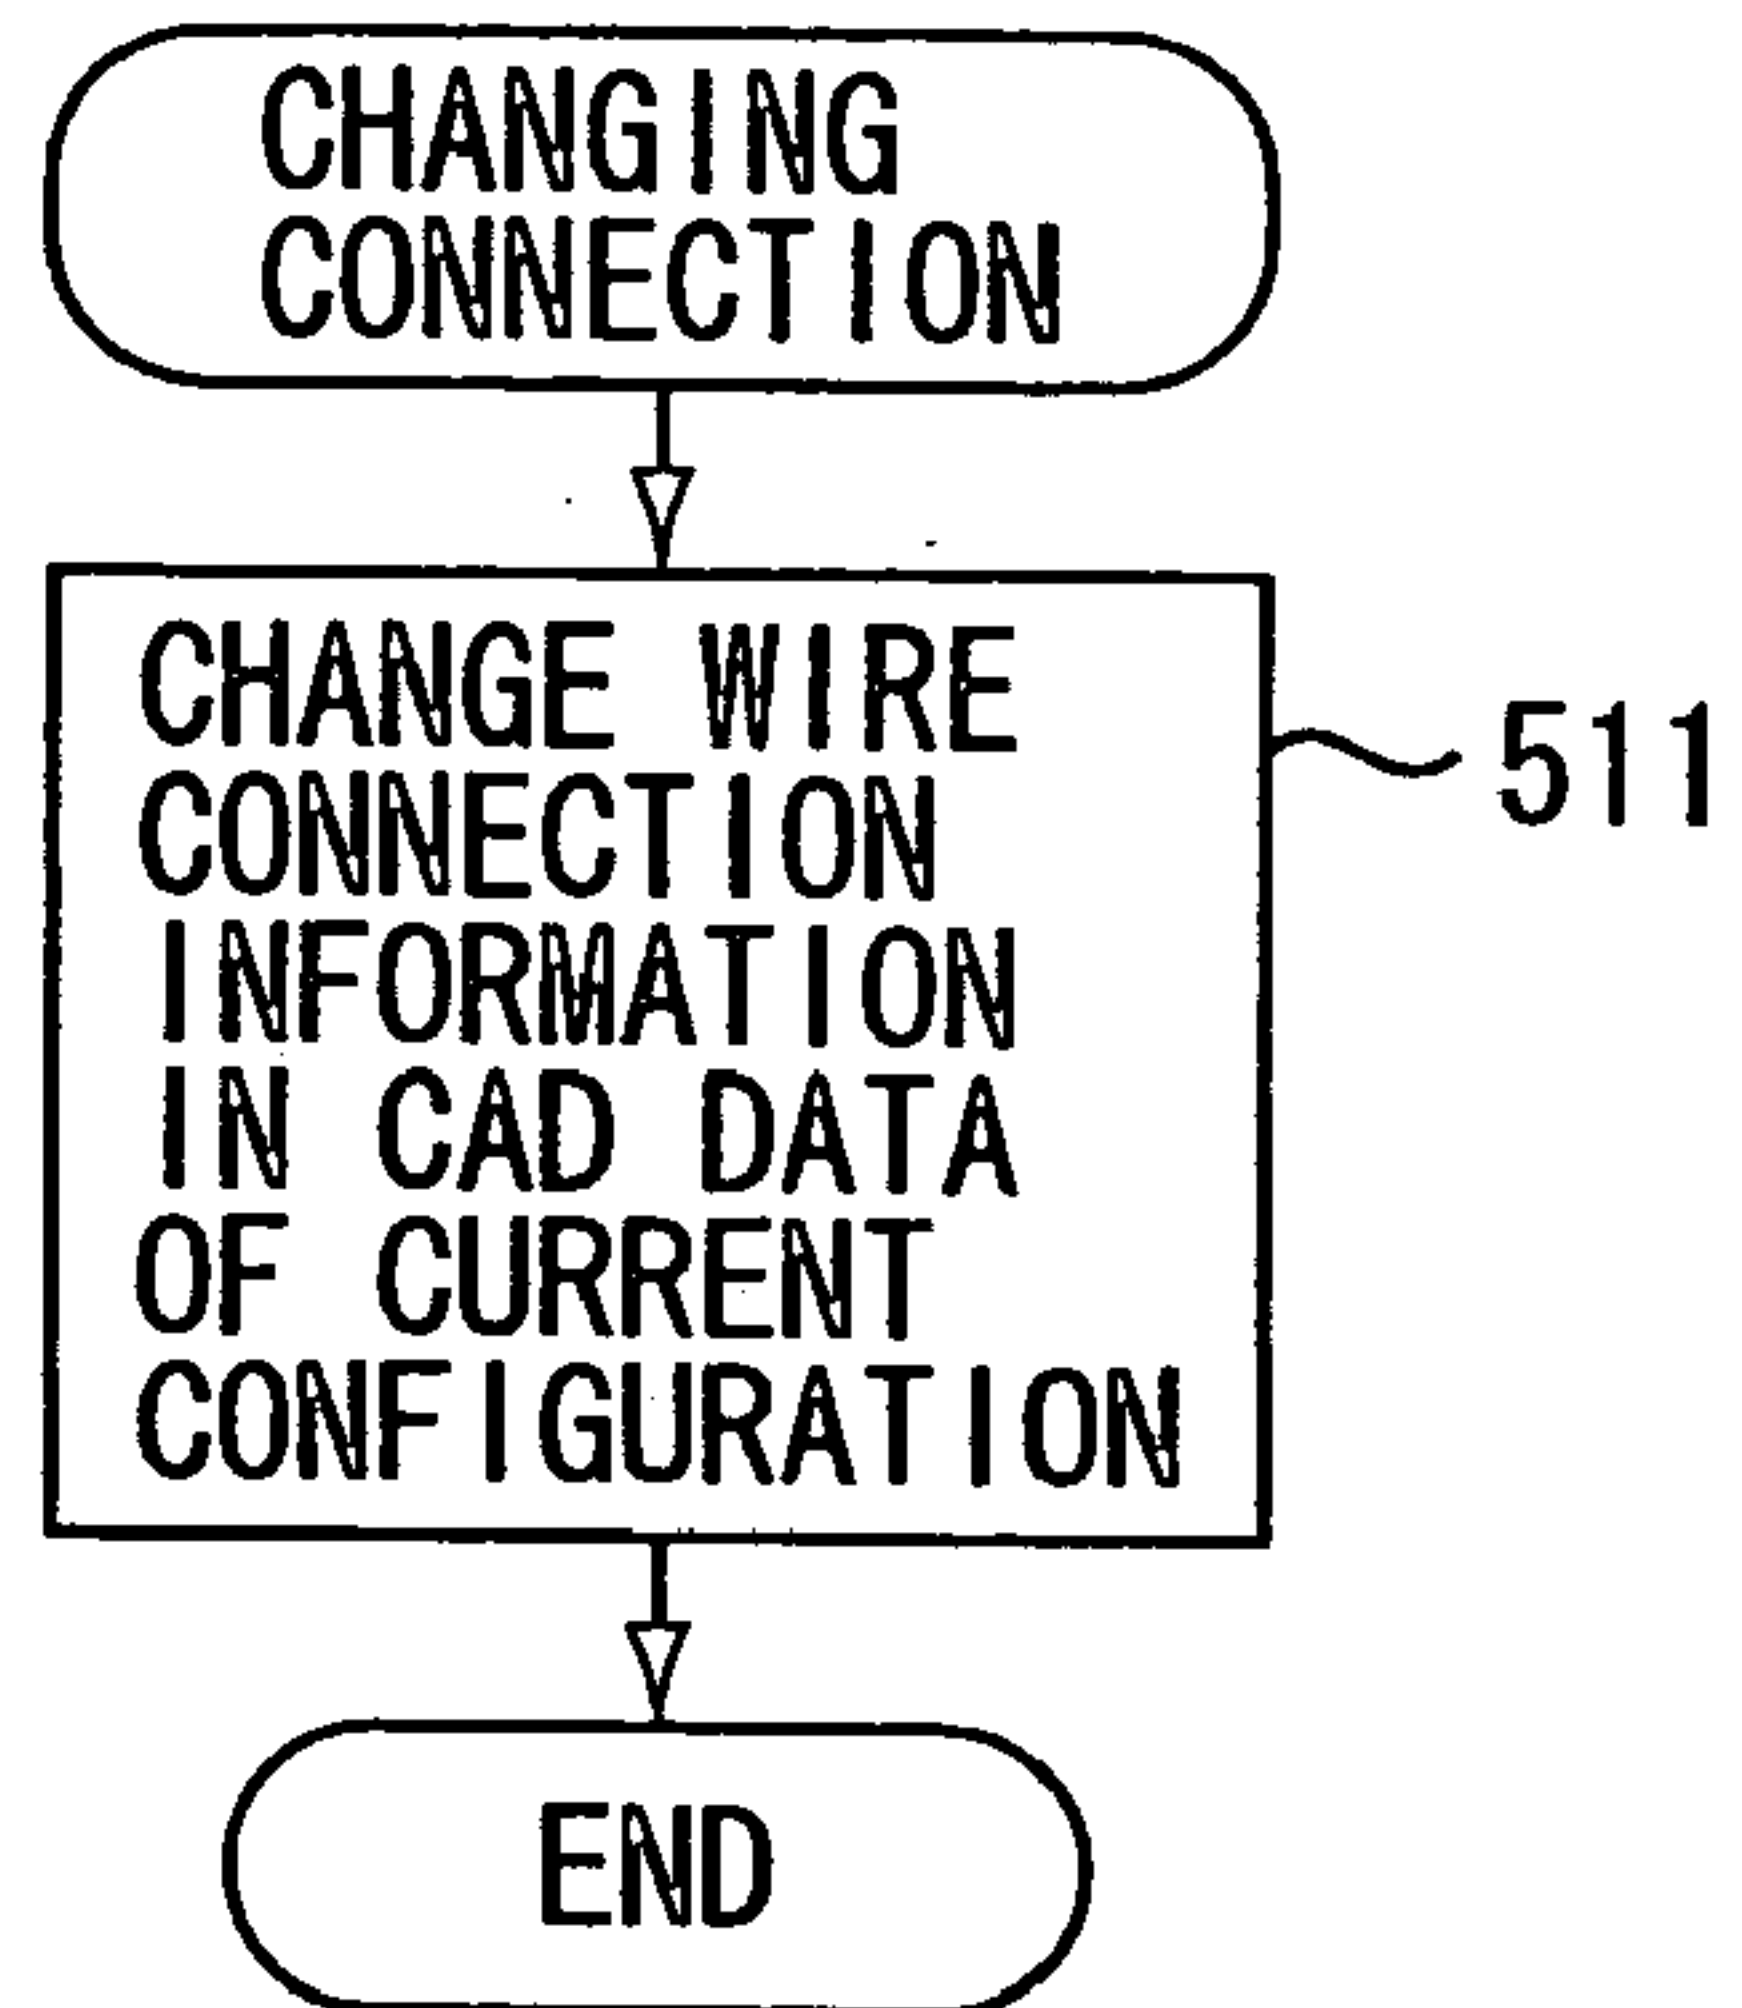 CHANGING
CONNECTION
CHANGE WIRE
CONNECTION
INFORMATION
IN CAD DATA
OF CURRENT
CONFIGURATION
511
END